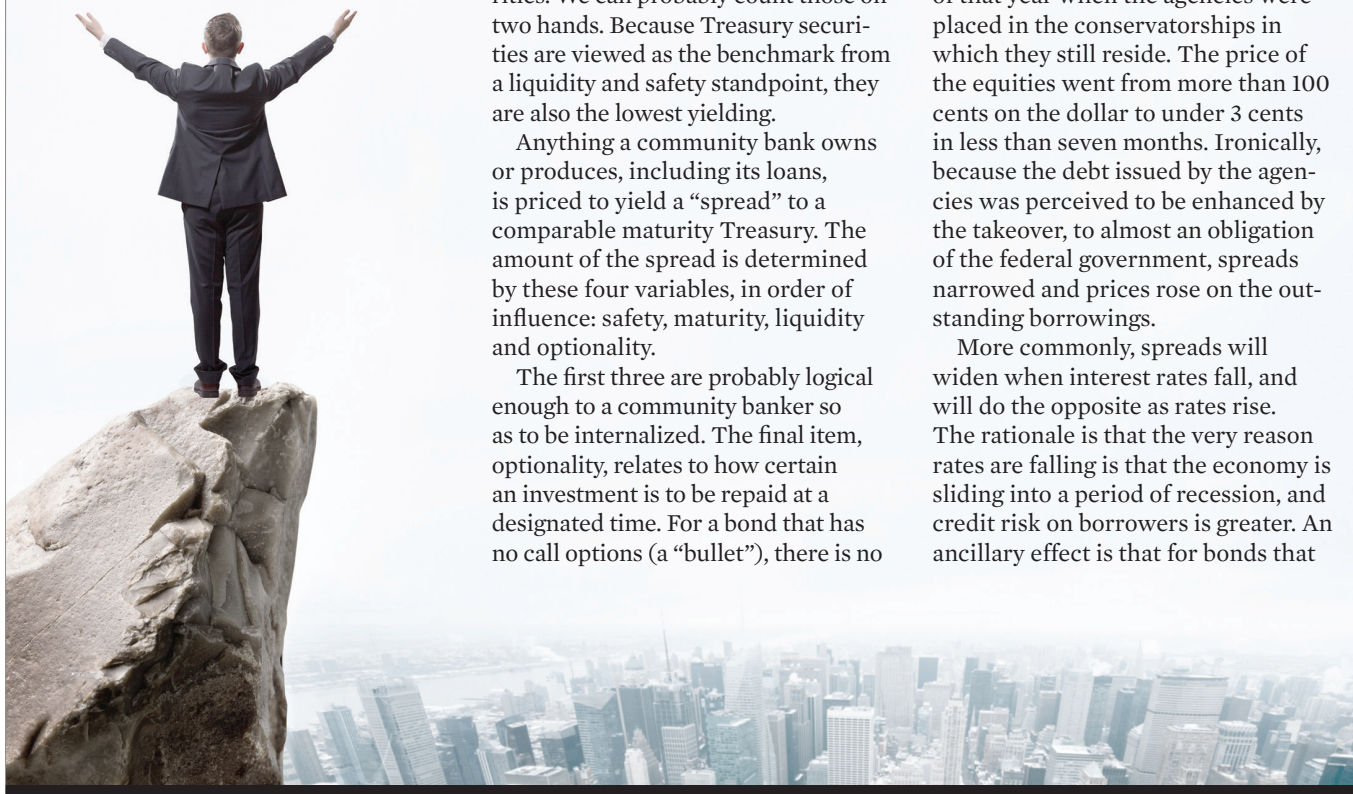 rities. We can probably count those on
two hands. Because Treasury securi-
ties are viewed as the benchmark from
a liquidity and safety standpoint, they
are also the lowest yielding.
Anything a community bank owns
or produces, including its loans,
is priced to yield a “spread” to a
comparable maturity Treasury. The
amount of the spread is determined
by these four variables, in order of
influence: safety, maturity, liquidity
and optionality.
The first three are probably logical
enough to a community banker so
as to be internalized. The final item,
optionality, relates to how certain
an investment is to be repaid at a
designated time. For a bond that has
no call options (a “bullet”), there is no
of that year when the agencies were
placed in the conservatorships in
which they still reside. The price of
the equities went from more than 100
cents on the dollar to under 3 cents
in less than seven months. Ironically,
because the debt issued by the agen-
cies was perceived to be enhanced by
the takeover, to almost an obligation
of the federal government, spreads
narrowed and prices rose on the out-
standing borrowings.
More commonly, spreads will
widen when interest rates fall, and
will do the opposite as rates rise.
The rationale is that the very reason
rates are falling is that the economy is
sliding into a period of recession, and
credit risk on borrowers is greater. An
ancillary effect is that for bonds that